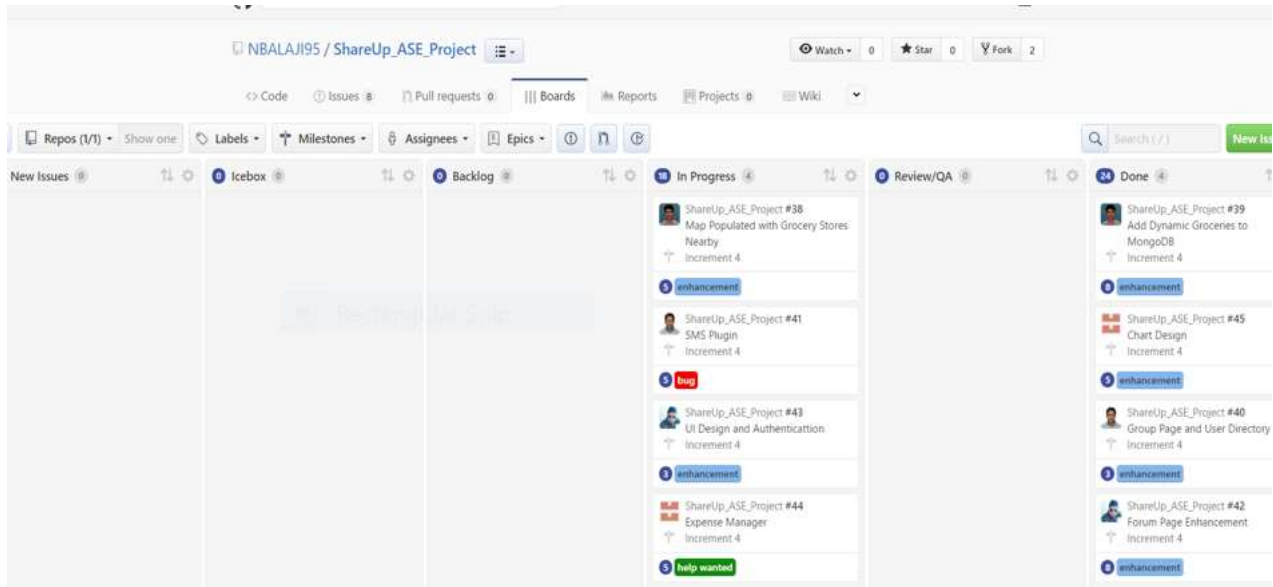 NBALAJI95 / ShareUp_ASE_Project
Watch 0 Star 0 Fork 2
Code Issues 8 Pull requests 0 Boards Reports Projects 0 Wiki
Repos (1/1) Show one Labels Milestones Assignees Epics Search (/) New Iss
New Issues 0
0 Icebox 0
0 Backlog 0
18 In Progress 4
ShareUp_ASE_Project #38
Map Populated with Grocery Stores
Nearby
Increment 4
5 enhancement
ShareUp_ASE_Project #41
SMS Plugin
Increment 4
5 bug
ShareUp_ASE_Project #43
UI Design and Authenticattion
Increment 4
3 enhancement
ShareUp_ASE_Project #44
Expense Manager
Increment 4
5 help wanted
0 Review/QA 0
24 Done 4
ShareUp_ASE_Project #39
Add Dynamic Groceries to
MongoDB
Increment 4
8 enhancement
ShareUp_ASE_Project #45
Chart Design
Increment 4
5 enhancement
ShareUp_ASE_Project #40
Group Page and User Directory
Increment 4
3 enhancement
ShareUp_ASE_Project #42
Forum Page Enhancement
Increment 4
8 enhancement